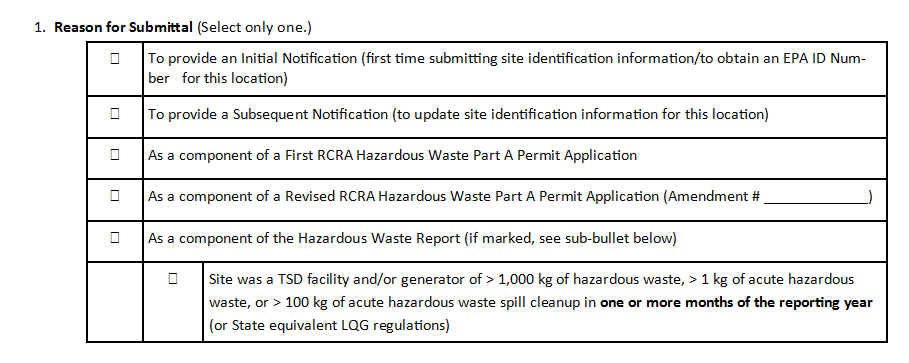 1. Reason for Submittal (Select only one.)
☐ To provide an Initial Notification (first time submitting site identification information/to obtain an EPA ID Num-
ber for this location)
☐ To provide a Subsequent Notification (to update site identification information for this location)
☐ As a component of a First RCRA Hazardous Waste Part A Permit Application
☐ As a component of a Revised RCRA Hazardous Waste Part A Permit Application (Amendment # ______________)
☐ As a component of the Hazardous Waste Report (if marked, see sub-bullet below)
☐ Site was a TSD facility and/or generator of > 1,000 kg of hazardous waste, > 1 kg of acute hazardous
waste, or > 100 kg of acute hazardous waste spill cleanup in one or more months of the reporting year
(or State equivalent LQG regulations)